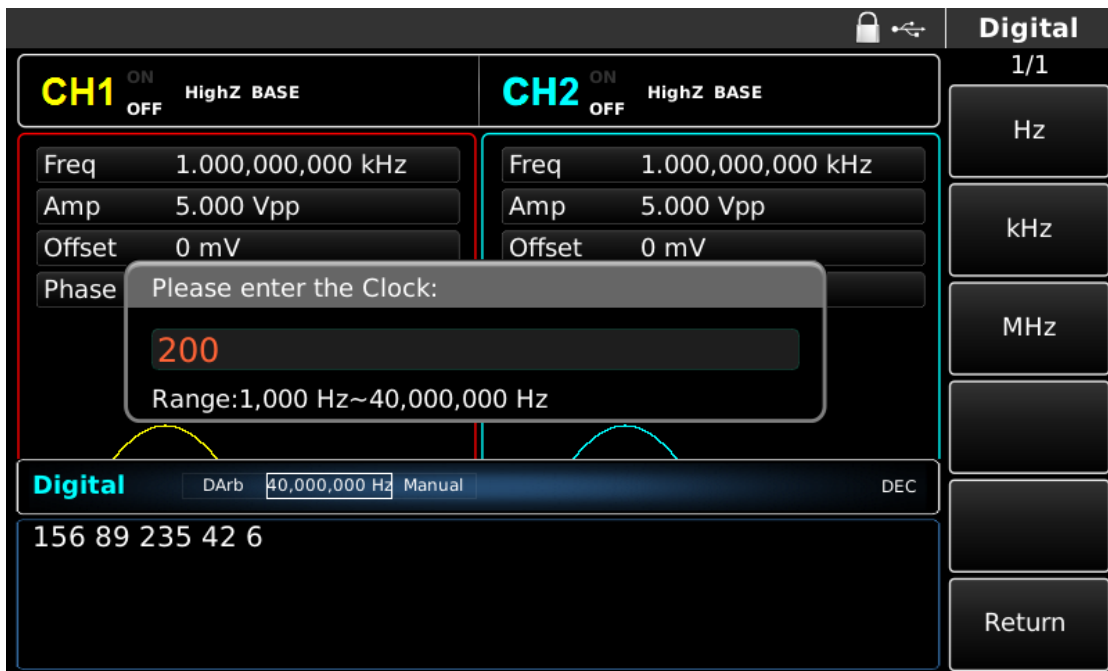 Digital
1/1
CH1 ON OFF HighZ BASE
CH2 ON OFF HighZ BASE
Freq 1.000,000,000 kHz
Amp 5.000 Vpp
Offset 0 mV
Phase
Freq 1.000,000,000 kHz
Amp 5.000 Vpp
Offset 0 mV
Please enter the Clock:
200
Range:1,000 Hz~40,000,000 Hz
Digital DArb 40,000,000 Hz Manual DEC
156 89 235 42 6
Hz
kHz
MHz
Return